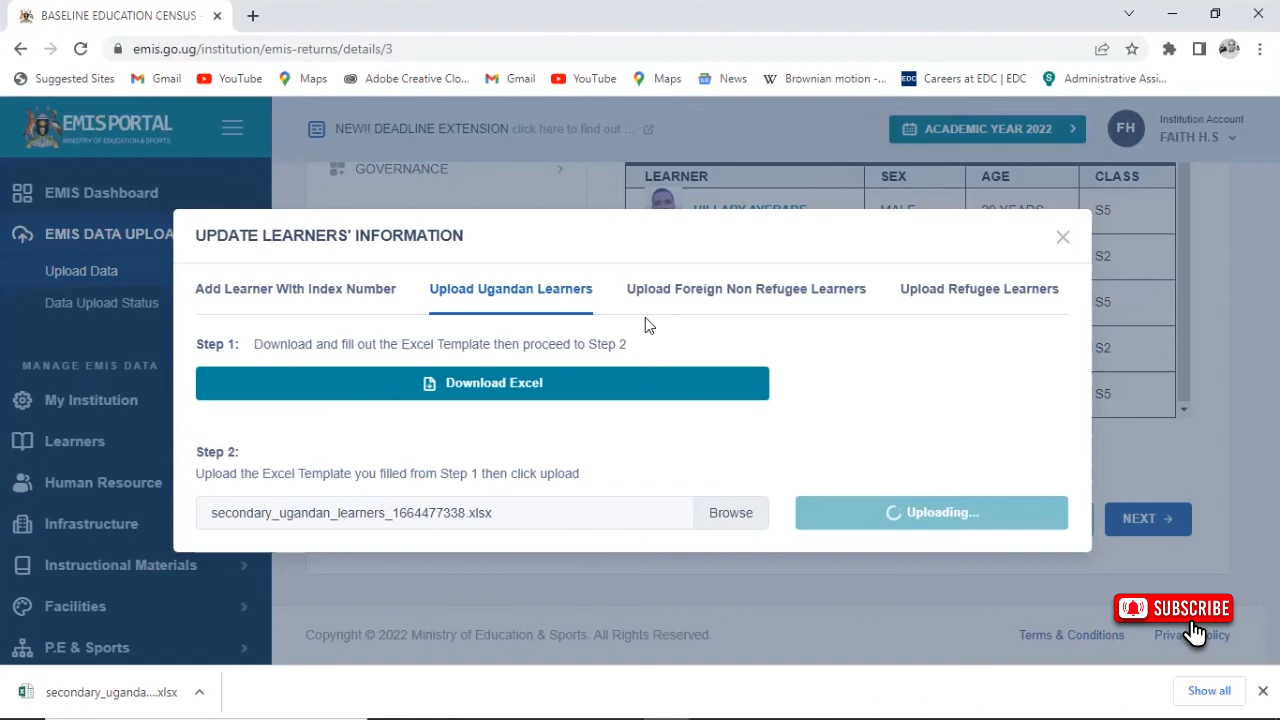 BASELINE EDUCATION CENSUS -
emis.go.ug/institution/emis-returns/details/3
Suggested Sites
Gmail
YouTube
Maps
Adobe Creative Clo...
Gmail
YouTube
Maps
News
Brownian motion -...
EDC Careers at EDC | EDC
Administrative Assi...
EMIS PORTAL
MINISTRY OF EDUCATION & SPORTS
NEW!! DEADLINE EXTENSION click here to find out ...
ACADEMIC YEAR 2022
FH
Institution Account
FAITH H.S
EMIS Dashboard
EMIS DATA UPLOA
Upload Data
Data Upload Status
MANAGE EMIS DATA
My Institution
Learners
Human Resource
Infrastructure
Instructional Materials
Facilities
P.E & Sports
GOVERNANCE
LEARNER SEX AGE CLASS
S5
S2
S5
S2
S5
UPDATE LEARNERS' INFORMATION
Add Learner With Index Number
Upload Ugandan Learners
Upload Foreign Non Refugee Learners
Upload Refugee Learners
Step 1: Download and fill out the Excel Template then proceed to Step 2
Download Excel
Step 2:
Upload the Excel Template you filled from Step 1 then click upload
secondary_ugandan_learners_1664477338.xlsx
Browse
Uploading...
NEXT
SUBSCRIBE
Copyright © 2022 Ministry of Education & Sports. All Rights Reserved.
Terms & Conditions
secondary_uganda....xlsx
Show all